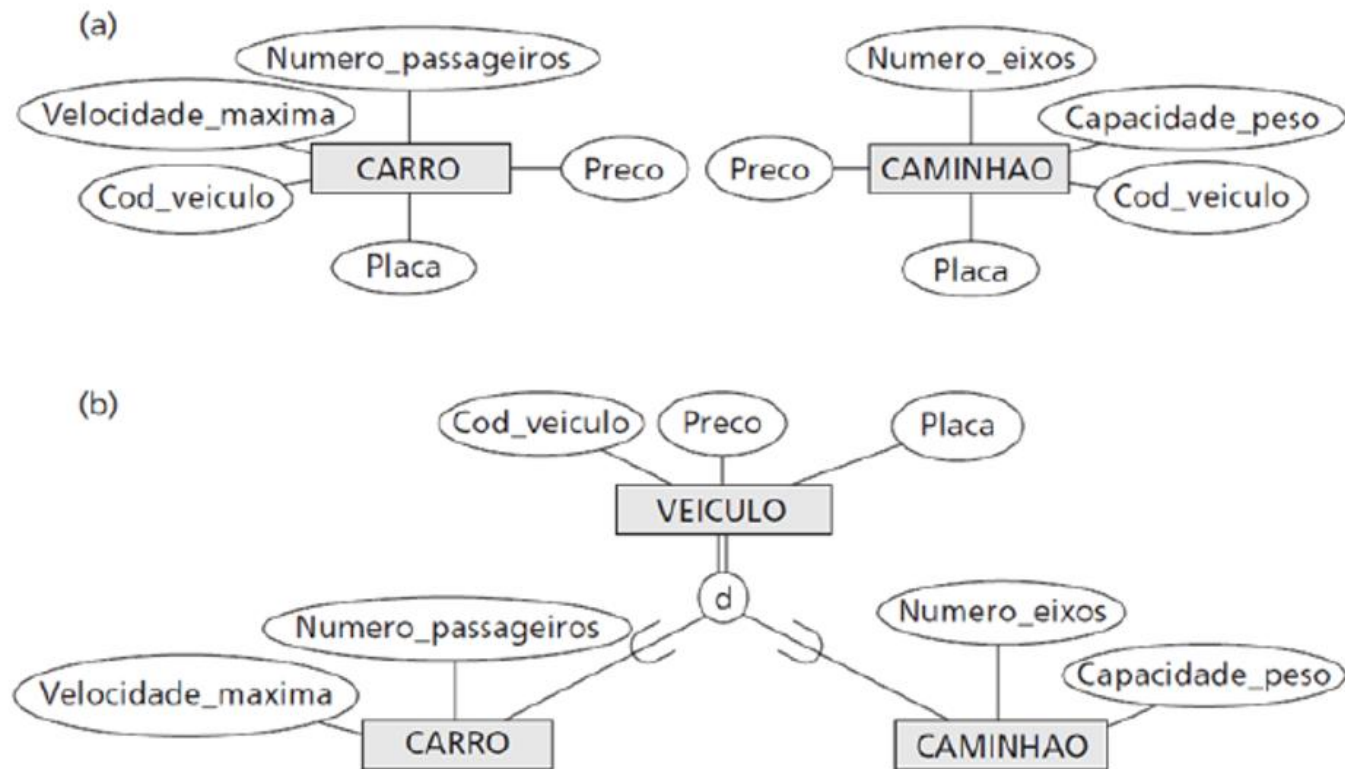 (a)
Numero_passageiros
Numero_eixos
Velocidade_maxima
Capacidade_peso
CARRO
Preco
Preco
CAMINHAO
Cod_veiculo
Cod_veiculo
Placa
Placa
(b)
Cod_veiculo
Preco
Placa
VEICULO
d
Numero_passageiros
Numero_eixos
Velocidade_maxima
Capacidade_peso
CARRO
CAMINHAO